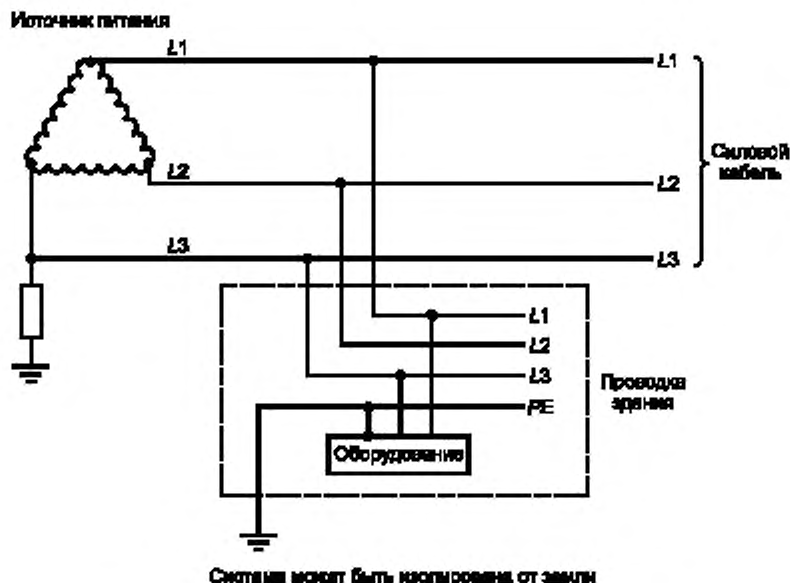 Источник питания
L1
L1
Силовой
кабель
L2
L2
L3
L3
L1
L2
L3
Проводка
здания
PE
Оборудование
Система может быть изолирована от земли